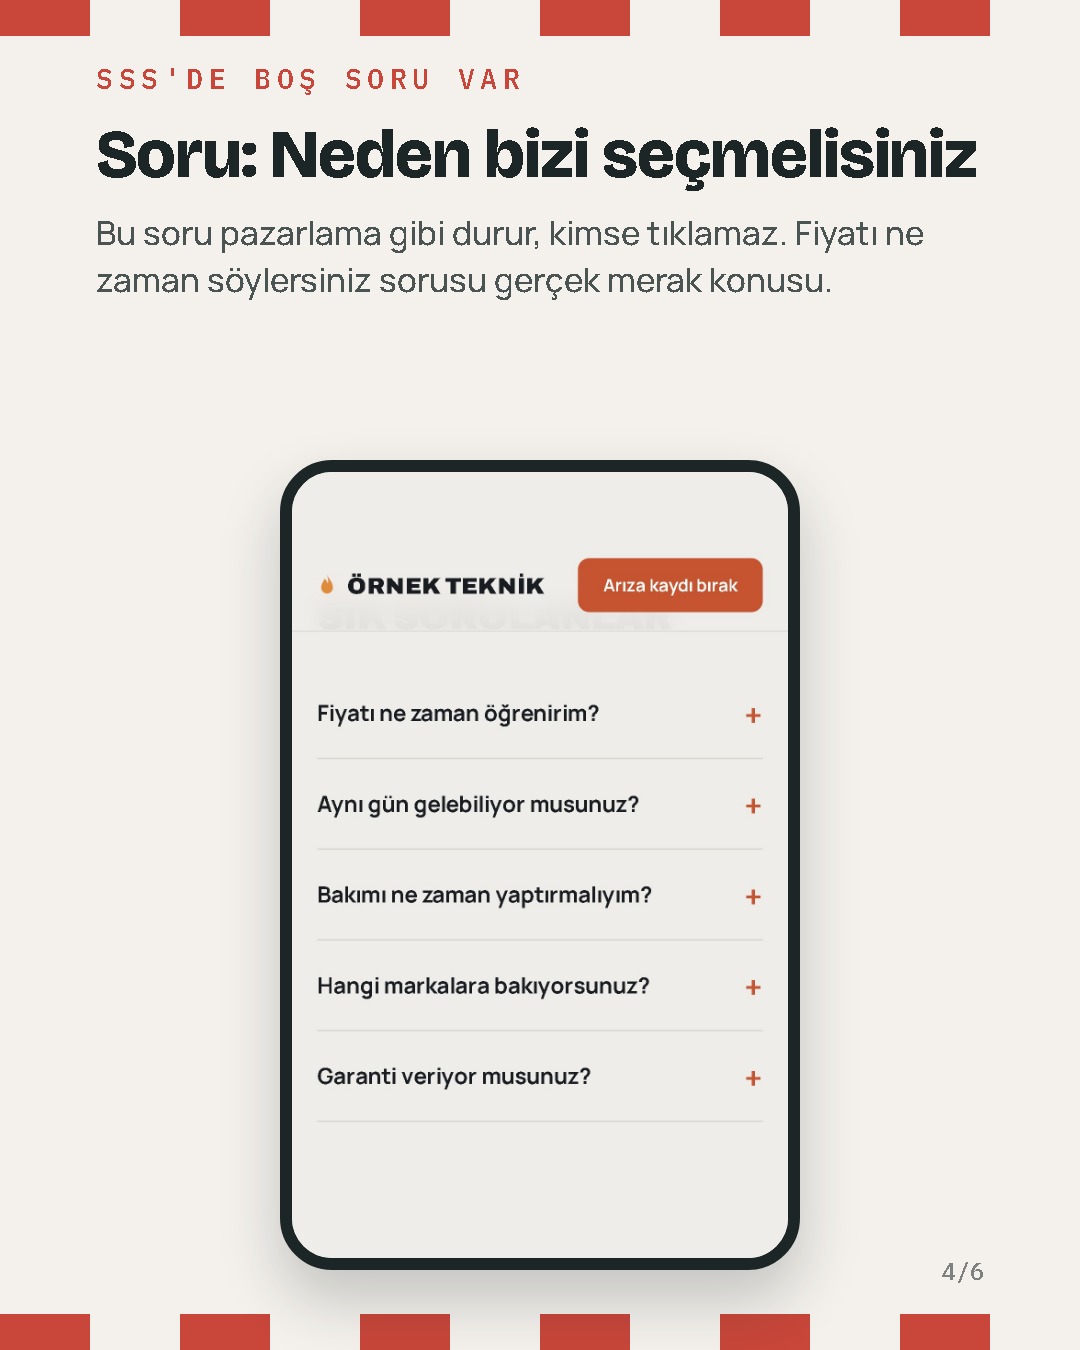 SSS'DE BOŞ SORU VAR
Soru: Neden bizi seçmelisiniz
Bu soru pazarlama gibi durur, kimse tıklamaz. Fiyatı ne
zaman söylersiniz sorusu gerçek merak konusu.
ÖRNEK TEKNİK
Arıza kaydı bırak
SIK SORULANLAR
Fiyatı ne zaman öğrenirim?
+
Aynı gün gelebiliyor musunuz?
+
Bakımı ne zaman yaptırmalıyım?
+
Hangi markalara bakıyorsunuz?
+
Garanti veriyor musunuz?
+
4/6